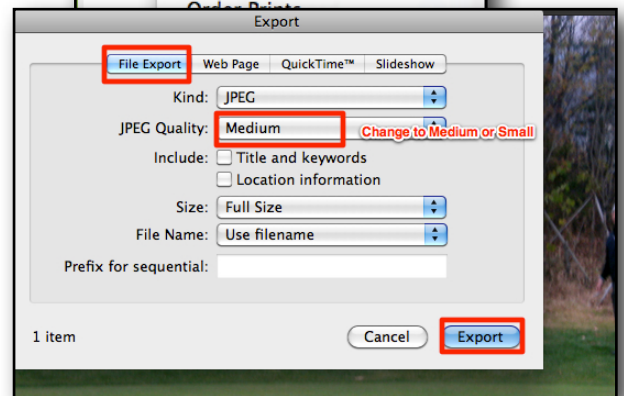 Order Prints
Export
File Export Web Page QuickTime™ Slideshow
Kind: JPEG
JPEG Quality: Medium Change to Medium or Small
Include: Title and keywords
Location information
Size: Full Size
File Name: Use filename
Prefix for sequential:
1 item Cancel Export